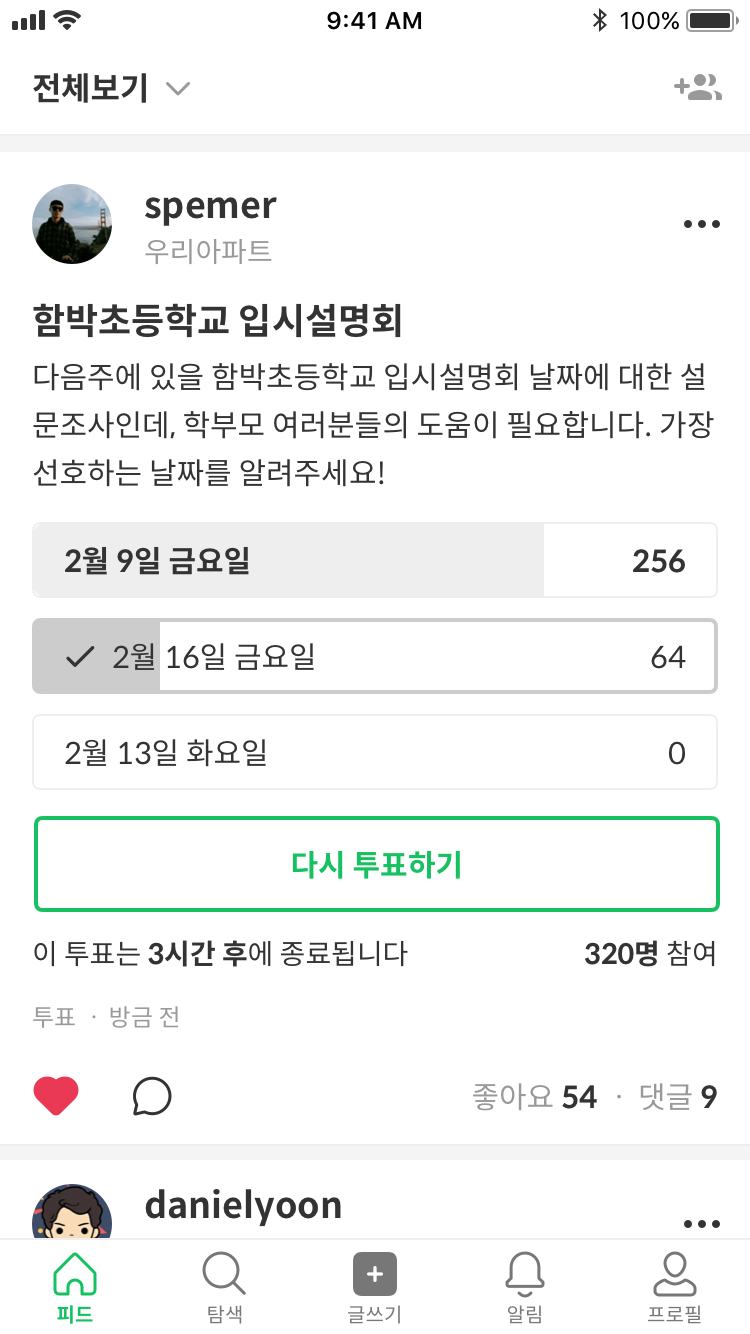 9:41 AM 100%
전체보기
spemer
우리아파트
함박초등학교 입시설명회
다음주에 있을 함박초등학교 입시설명회 날짜에 대한 설
문조사인데, 학부모 여러분들의 도움이 필요합니다. 가장
선호하는 날짜를 알려주세요!
2월 9일 금요일 256
2월 16일 금요일 64
2월 13일 화요일 0
다시 투표하기
이 투표는 3시간 후에 종료됩니다 320명 참여
투표 · 방금 전
좋아요 54 · 댓글 9
danielyoon
피드 탐색 글쓰기 알림 프로필